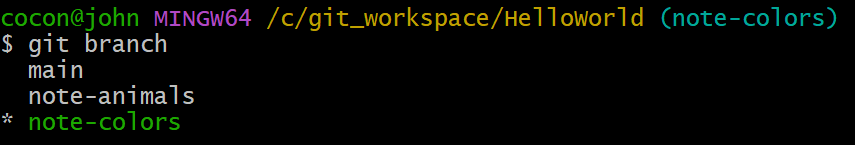 cocon@john MINGW64 /c/git_workspace/HelloWorld (note-colors)
$ git branch
  main
  note-animals
* note-colors